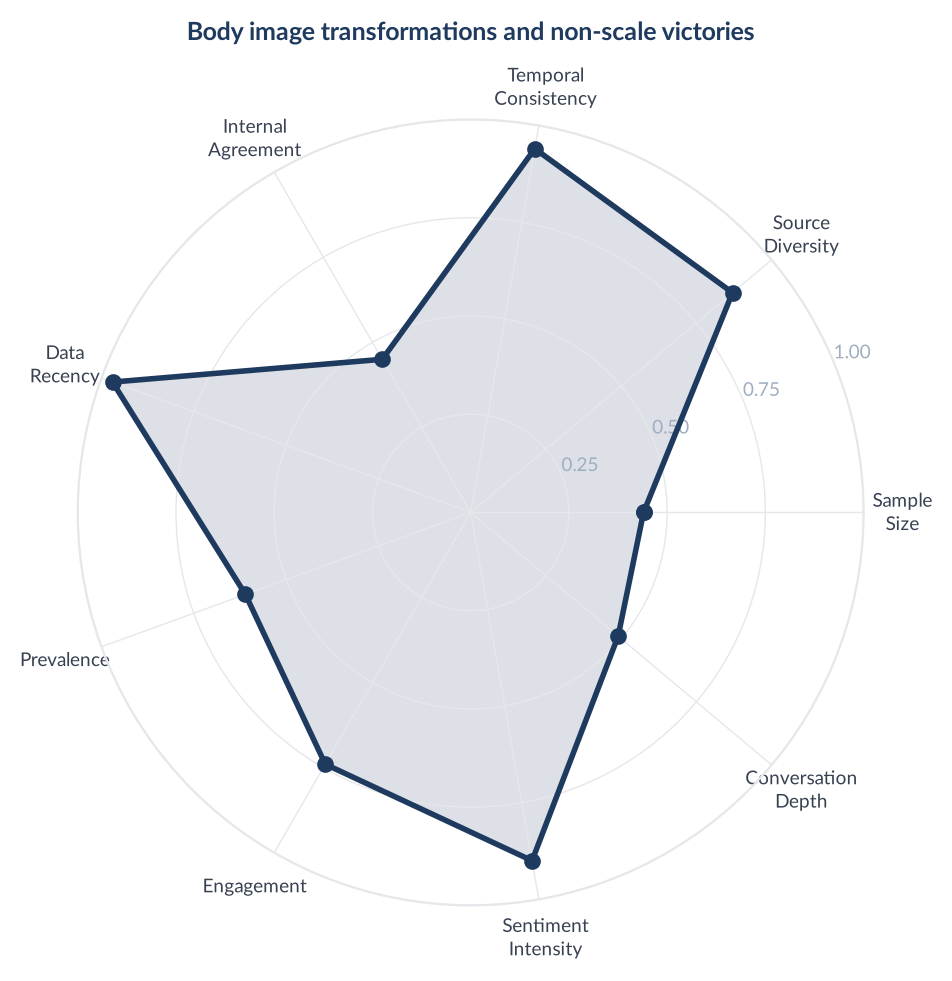 Body image transformations and non-scale victories
Temporal
Consistency
Internal
Agreement
Source
Diversity
Data
Recency
1.00
0.75
0.50
0.25
Sample
Size
Prevalence
Conversation
Depth
Engagement
Sentiment
Intensity